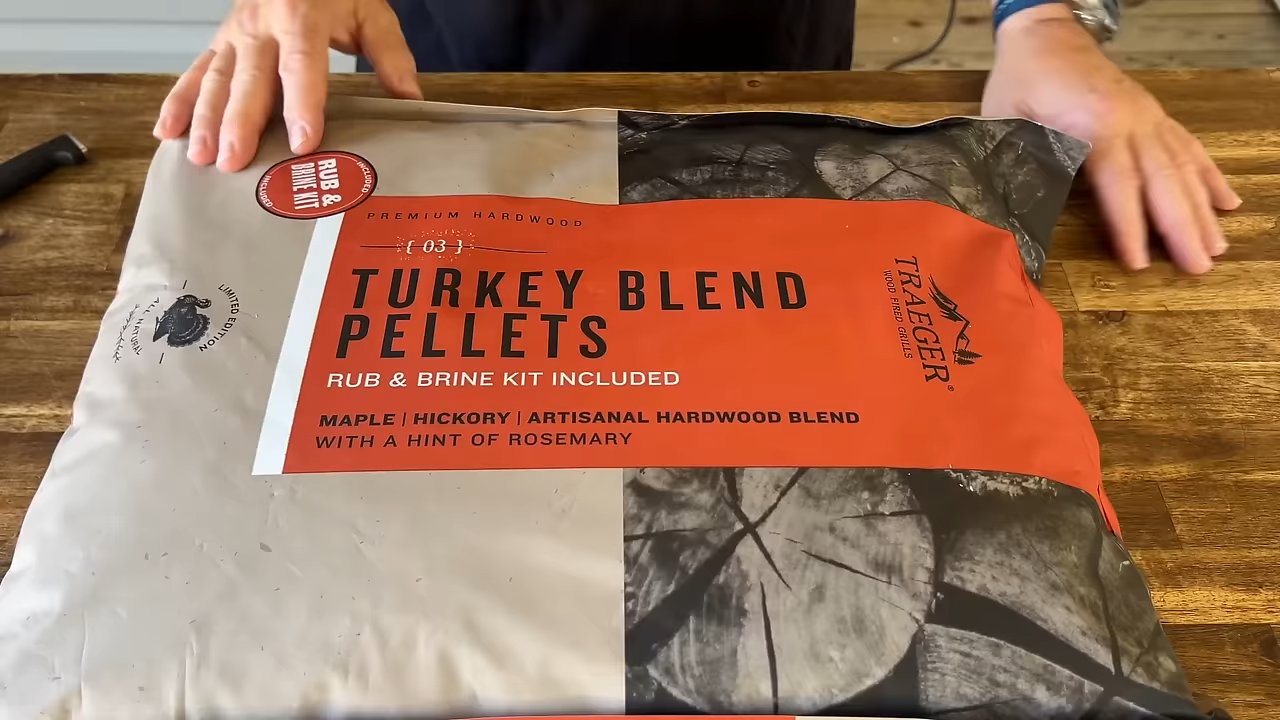 INCLUDED
RUB &
BRINE KIT
INCLUDED
PREMIUM HARDWOOD
{ 03 }
TURKEY BLEND
PELLETS
RUB & BRINE KIT INCLUDED
MAPLE | HICKORY | ARTISANAL HARDWOOD BLEND
WITH A HINT OF ROSEMARY
LIMITED EDITION
ALL NATURAL
TRAEGER®
WOOD FIRED GRILLS